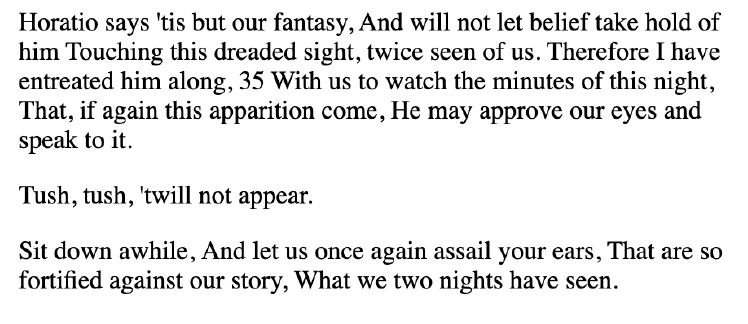 Horatio says 'tis but our fantasy, And will not let belief take hold of
him Touching this dreaded sight, twice seen of us. Therefore I have
entreated him along, 35 With us to watch the minutes of this night,
That, if again this apparition come, He may approve our eyes and
speak to it.
Tush, tush, 'twill not appear.
Sit down awhile, And let us once again assail your ears, That are so
fortified against our story, What we two nights have seen.